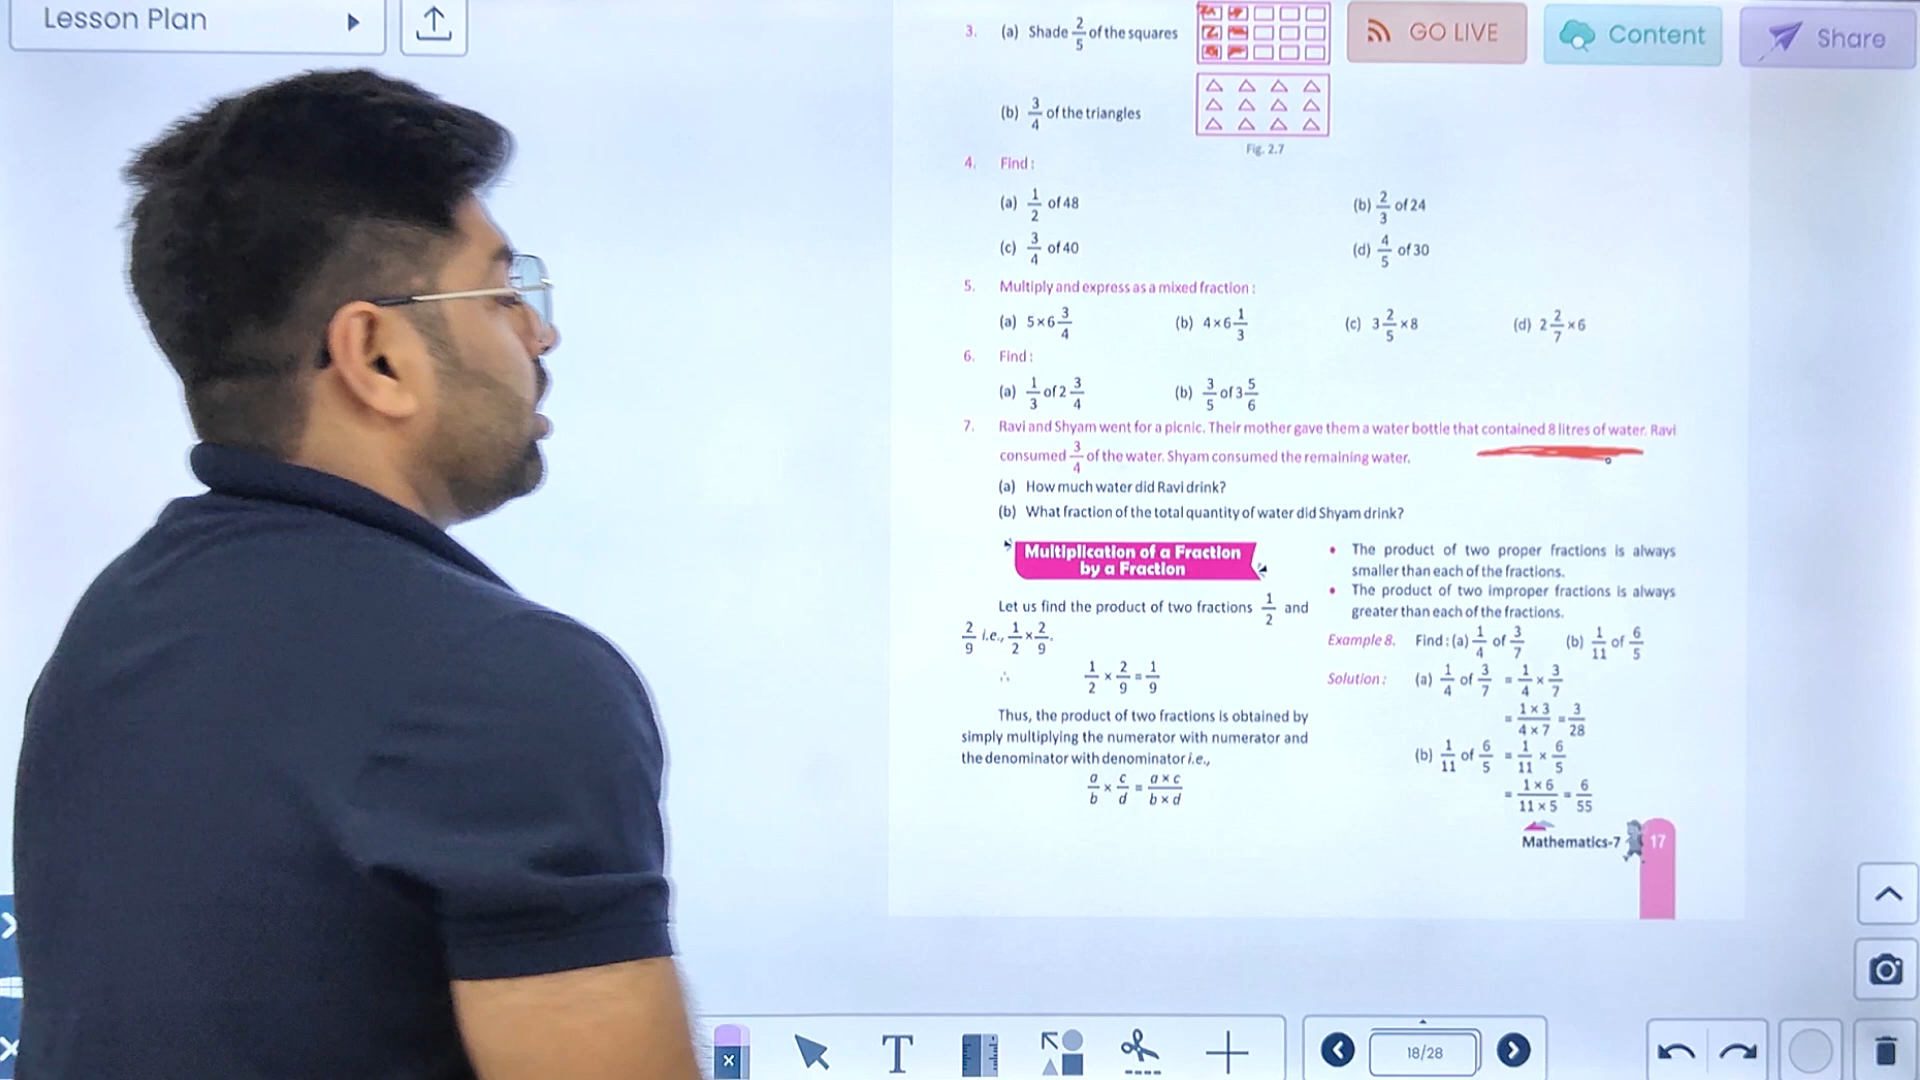 Lesson Plan
GO LIVE
Content
Share
3. (a) Shade 2/5 of the squares
(b) 3/4 of the triangles
Fig. 2.7
4. Find :
(a) 1/2 of 48 (b) 2/3 of 24
(c) 3/4 of 40 (d) 4/5 of 30
5. Multiply and express as a mixed fraction :
(a) 5 × 6 3/4 (b) 4 × 6 1/3 (c) 3 2/5 × 8 (d) 2 2/7 × 6
6. Find :
(a) 1/3 of 2 3/4 (b) 3/5 of 3 5/6
7. Ravi and Shyam went for a picnic. Their mother gave them a water bottle that contained 8 litres of water. Ravi
consumed 3/4 of the water. Shyam consumed the remaining water.
(a) How much water did Ravi drink?
(b) What fraction of the total quantity of water did Shyam drink?
Multiplication of a Fraction
by a Fraction
Let us find the product of two fractions 1/2 and
2/9 i.e., 1/2 × 2/9.
∴ 1/2 × 2/9 = 1/9
Thus, the product of two fractions is obtained by
simply multiplying the numerator with numerator and
the denominator with denominator i.e.,
a/b × c/d = a × c/b × d
• The product of two proper fractions is always
smaller than each of the fractions.
• The product of two improper fractions is always
greater than each of the fractions.
Example 8. Find : (a) 1/4 of 3/7 (b) 1/11 of 6/5
Solution : (a) 1/4 of 3/7 = 1/4 × 3/7
= 1 × 3/4 × 7 = 3/28
(b) 1/11 of 6/5 = 1/11 × 6/5
= 1 × 6/11 × 5 = 6/55
Mathematics-7 17
T
18/28